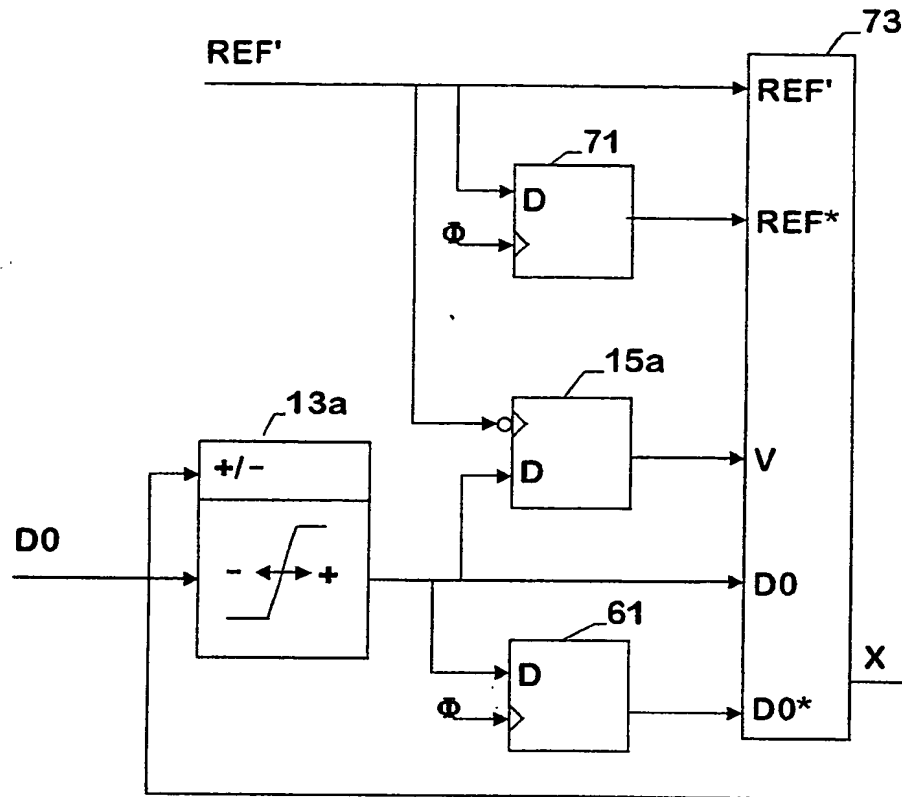 73
REF'
REF'
71
D
REF*
Φ
15a
13a
+/-
V
D
D0
- +
D0
61
D
X
Φ
D0*